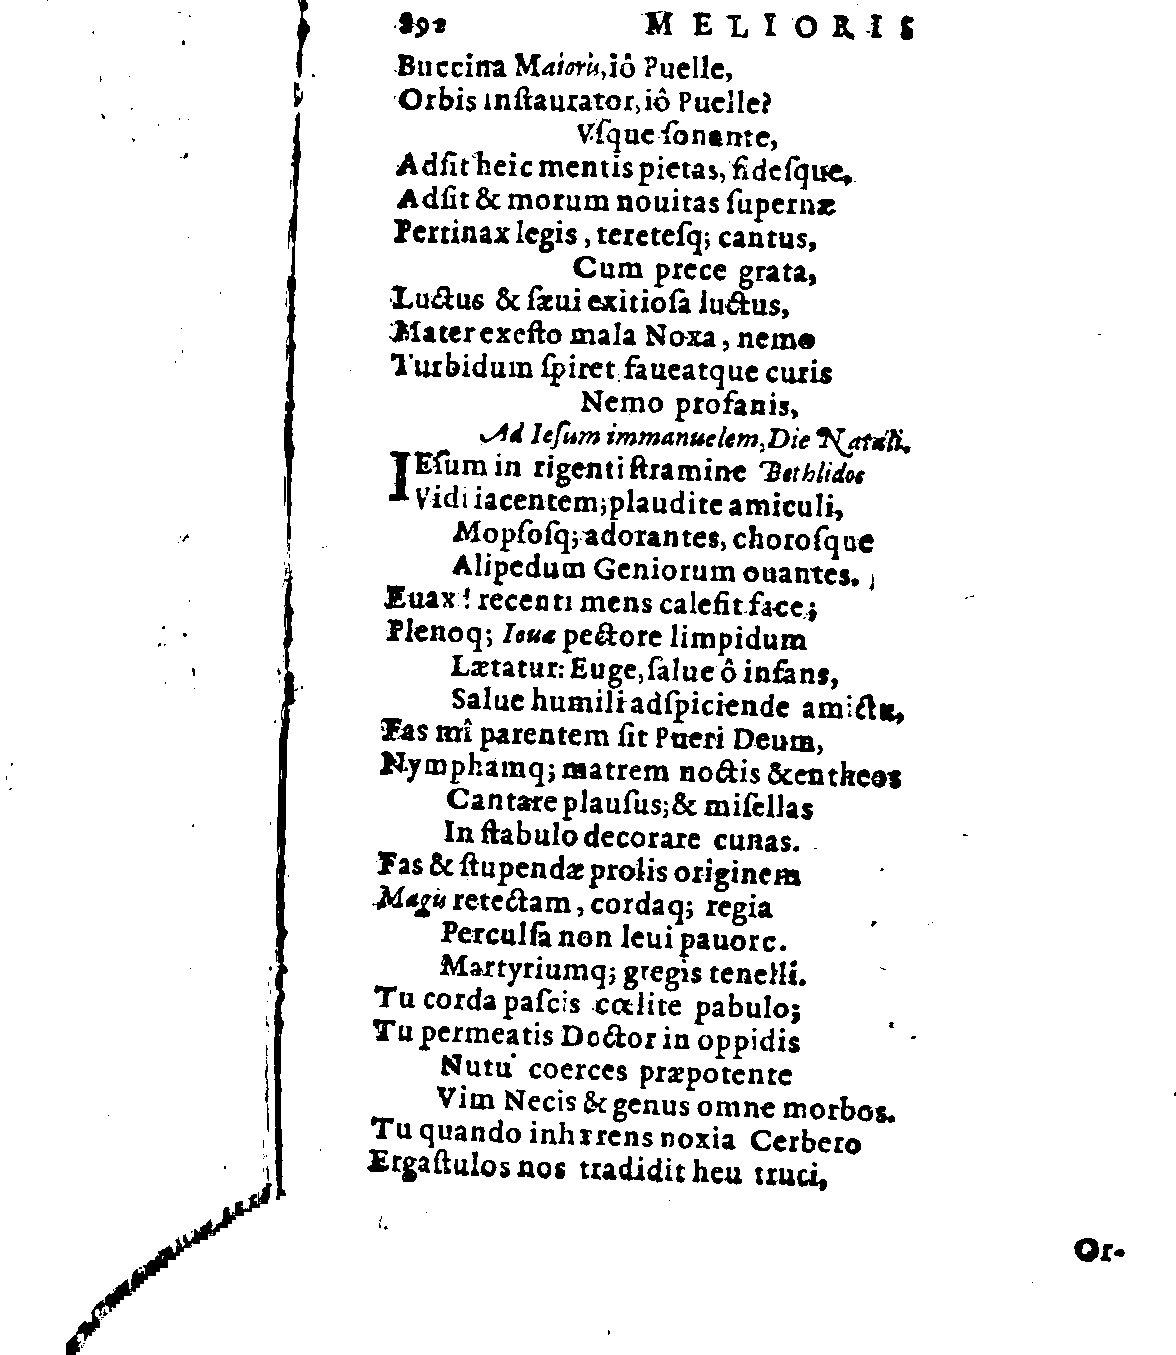 892 MELIORIS
Buccina Maioris, iô Puelle,
Orbis instaurator, iô Puelle?
Vſque ſonante,
Adſit heic mentis pietas, fideſque,
Adſit & morum nouitas ſupernæ
Pertinax legis, tereteſq; cantus,
Cum prece grata,
Luctus & ſæui exitioſa luctus,
Mater exeſto mala Noxa, nemo
Turbidum ſpiret faueatque curis
Nemo profanis,
Ad Ieſum immanuelem, Die Natali.
IEſum in rigenti ſtramine Bethlidos
Vidi iacentem; plaudite amiculi,
Mopſoſq; adorantes, choroſque
Alipedum Geniorum ouantes.
Euax! recenti mens calefit face;
Plenoq; Ioua pectore limpidum
Lætatur: Euge, ſalue ô infans,
Salue humili adſpiciende amictu,
Fas mî parentem ſit Pueri Deum,
Nymphamq; matrem noctis & entheos
Cantare plauſus; & miſellas
In ſtabulo decorare cunas.
Fas & ſtupendæ prolis originem
Magis retectam, cordaq; regia
Perculſa non leui pauore.
Martyriumq; gregis tenelli.
Tu corda paſcis cœlite pabulo;
Tu permeatis Doctor in oppidis
Nutu coerces præpotente
Vim Necis & genus omne morbos.
Tu quando inhærens noxia Cerbero
Ergaſtulos nos tradidit heu truci,
Or-